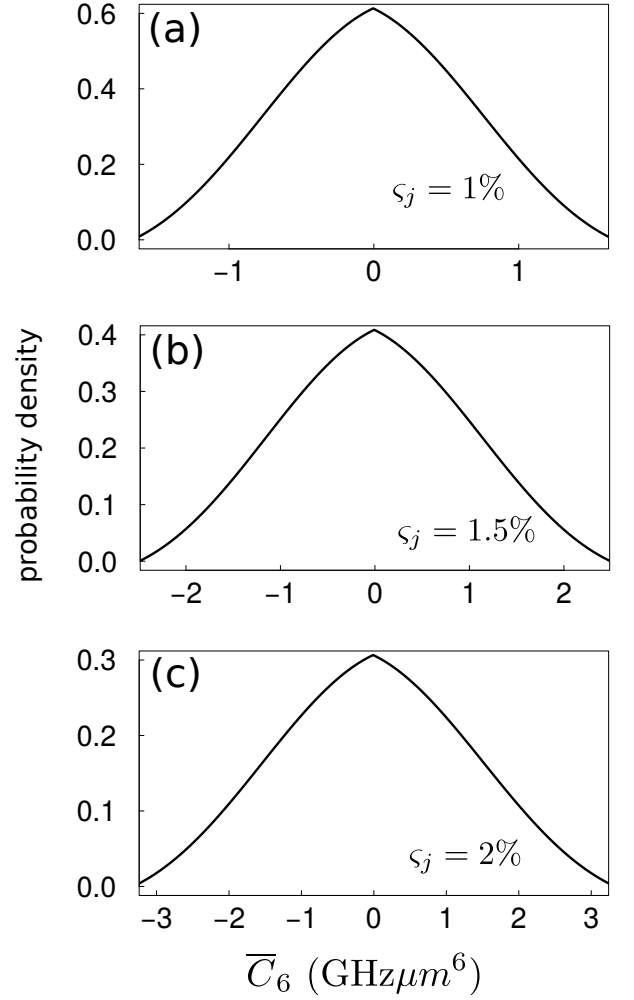 (a)
0.6
0.4
0.2
0.0
ςⱼ = 1%
−1 0 1
probability density
(b)
0.4
0.3
0.2
0.1
0.0
ςⱼ = 1.5%
−2 −1 0 1 2
(c)
0.3
0.2
0.1
0.0
ςⱼ = 2%
−3 −2 −1 0 1 2 3
C̅₆ (GHzμm⁶)